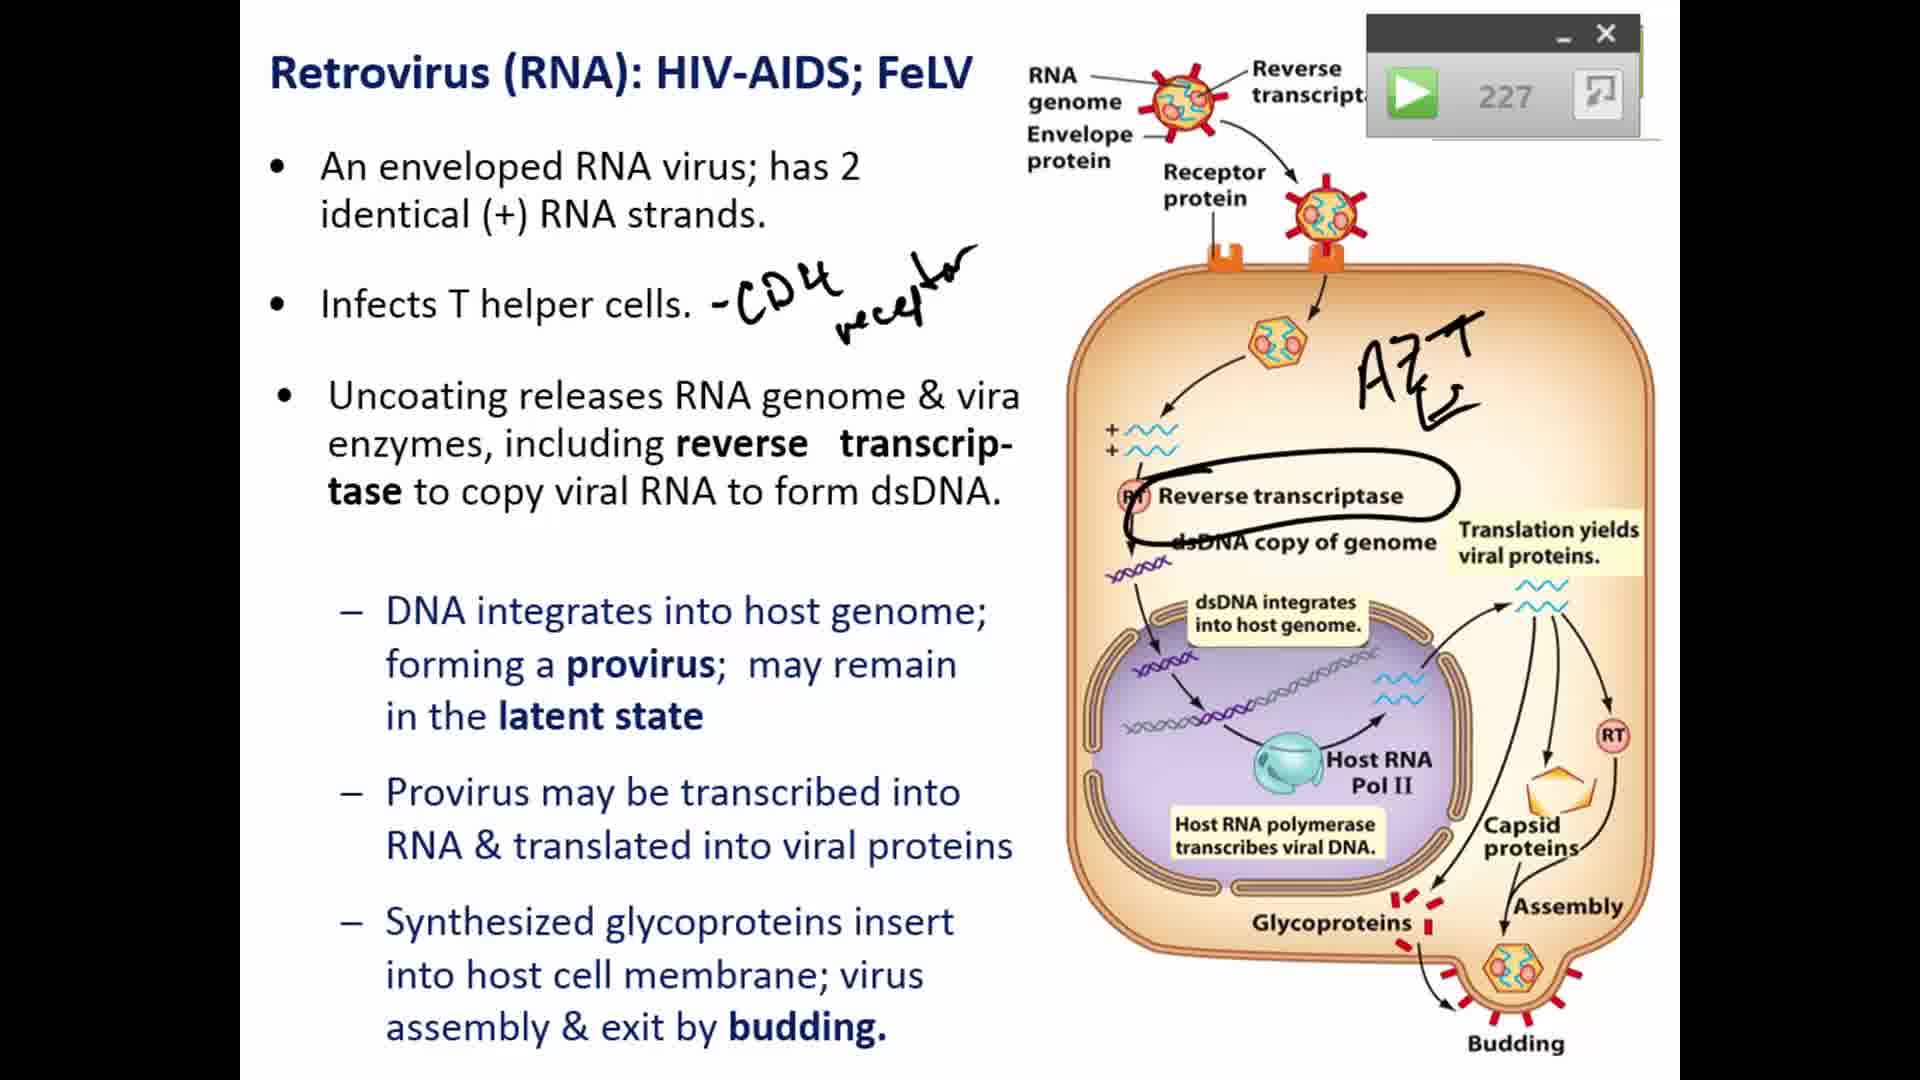 Retrovirus (RNA): HIV-AIDS; FeLV
• An enveloped RNA virus; has 2
identical (+) RNA strands.
• Infects T helper cells. -CD4
receptor
• Uncoating releases RNA genome & vira
enzymes, including reverse transcrip-
tase to copy viral RNA to form dsDNA.
– DNA integrates into host genome;
forming a provirus; may remain
in the latent state
– Provirus may be transcribed into
RNA & translated into viral proteins
– Synthesized glycoproteins insert
into host cell membrane; virus
assembly & exit by budding.
RNA
genome
Envelope
protein
Reverse
transcript
227
Receptor
protein
AZT
+
+
RT
Reverse transcriptase
dsDNA copy of genome
Translation yields
viral proteins.
dsDNA integrates
into host genome.
Host RNA
Pol II
Host RNA polymerase
transcribes viral DNA.
RT
Capsid
proteins
Glycoproteins
Assembly
Budding